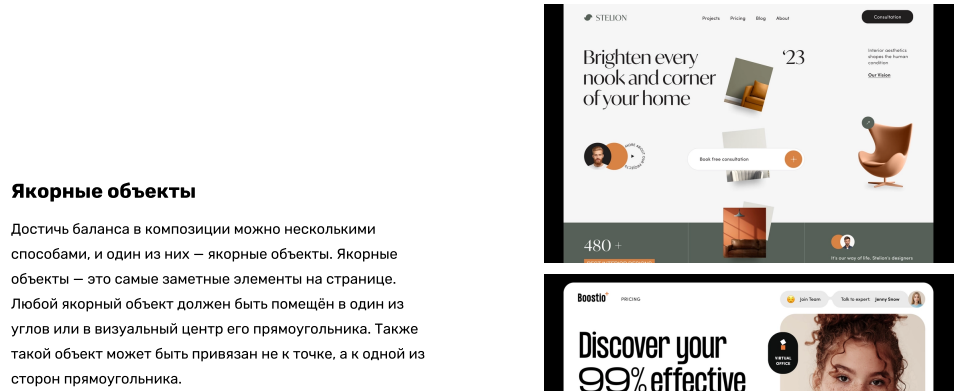 Якорные объекты
Достичь баланса в композиции можно несколькими
способами, и один из них — якорные объекты. Якорные
объекты — это самые заметные элементы на странице.
Любой якорный объект должен быть помещён в один из
углов или в визуальный центр его прямоугольника. Также
такой объект может быть привязан не к точке, а к одной из
сторон прямоугольника.
STELION
Projects Pricing Blog About
Consultation
Brighten every
nook and corner
of your home
‘23
Interior aesthetics
shapes the human
condition
Our Vision
Book free consultation
480 +
It's our way of life. Stelion's designers
Boostio
PRICING
Join Team
Talk to expert Jenny Snow
Discover your
99% effective
VIRTUAL
OFFICE